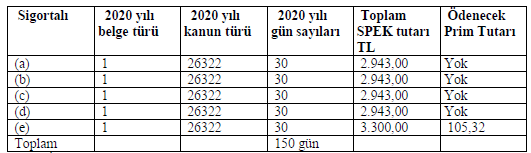 Sigortalı 2020 yılı belge türü 2020 yılı kanun türü 2020 yılı gün sayıları Toplam SPEK tutarı TL Ödenecek Prim Tutarı
(a) 1 26322 30 2.943,00 Yok
(b) 1 26322 30 2.943,00 Yok
(c) 1 26322 30 2.943,00 Yok
(d) 1 26322 30 2.943,00 Yok
(e) 1 26322 30 3.300,00 105,32
Toplam 150 gün